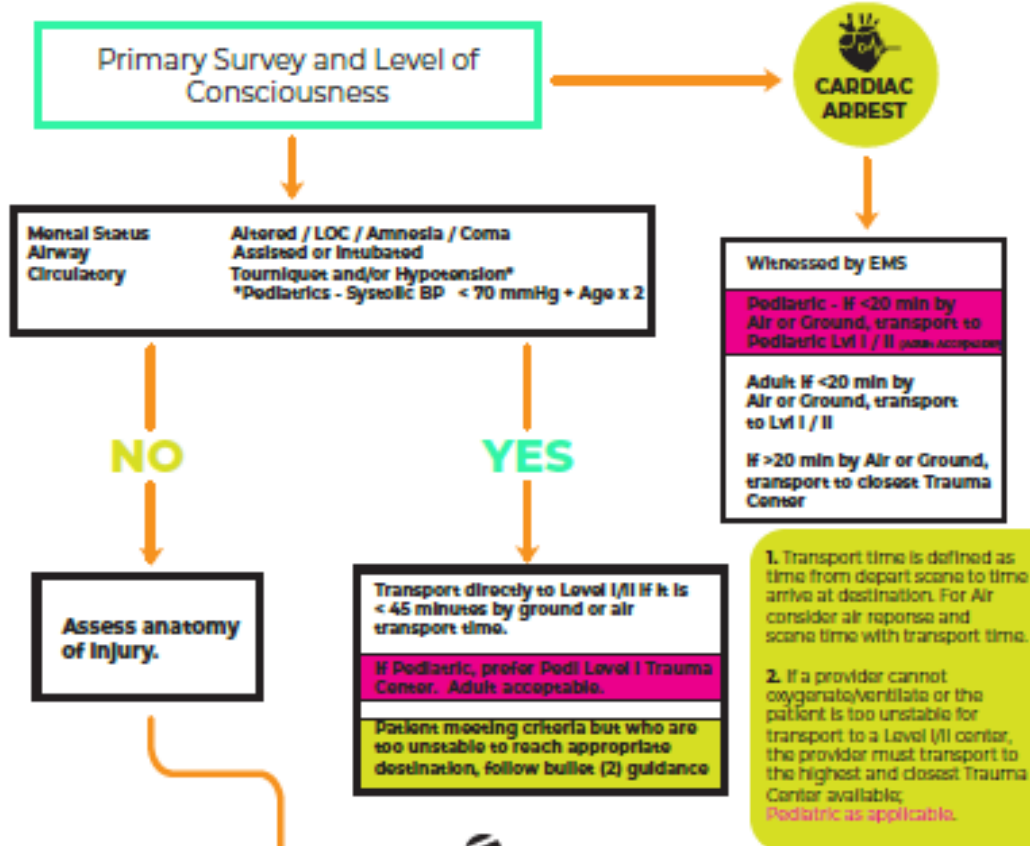 Primary Survey and Level of
Consciousness
CARDIAC
ARREST
Mental Status Altered / LOC / Amnesia / Coma
Airway Assisted or Intubated
Circulatory Tourniquet and/or Hypotension*
*Pediatrics - Systolic BP < 70 mmHg + Age x 2
Witnessed by EMS
Pediatric - If <20 min by
Air or Ground, transport to
Pediatric Lvl I / II (ADULT ACCEPTABLE)
Adult if <20 min by
Air or Ground, transport
to Lvl I / II
If >20 min by Air or Ground,
transport to closest Trauma
Center
NO
YES
Assess anatomy
of injury.
Transport directly to Level I/II if it is
< 45 minutes by ground or air
transport time.
If Pediatric, prefer Pedi Level I Trauma
Center. Adult acceptable.
Patient meeting criteria but who are
too unstable to reach appropriate
destination, follow bullet (2) guidance
1. Transport time is defined as
time from depart scene to time
arrive at destination. For Air
consider air reponse and
scene time with transport time.
2. If a provider cannot
oxygenate/ventilate or the
patient is too unstable for
transport to a Level I/II center,
the provider must transport to
the highest and closest Trauma
Center available;
Pediatric as applicable.